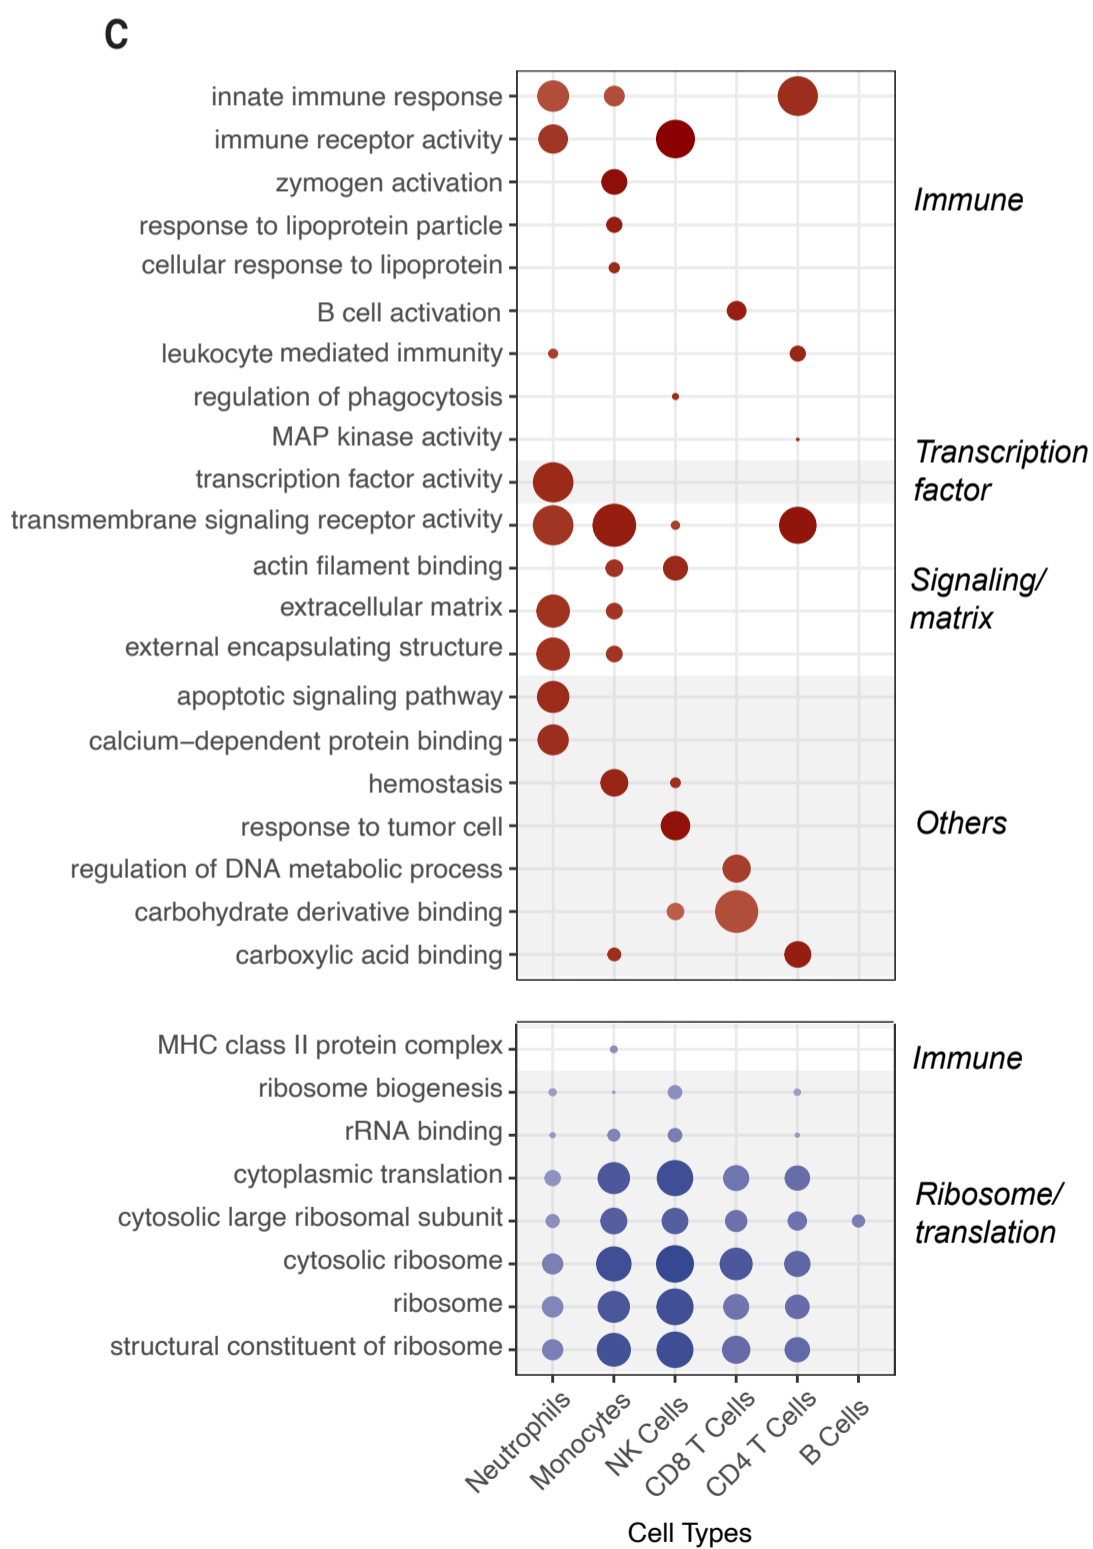 C
innate immune response
immune receptor activity
zymogen activation
response to lipoprotein particle
cellular response to lipoprotein
B cell activation
leukocyte mediated immunity
regulation of phagocytosis
MAP kinase activity
transcription factor activity
transmembrane signaling receptor activity
actin filament binding
extracellular matrix
external encapsulating structure
apoptotic signaling pathway
calcium−dependent protein binding
hemostasis
response to tumor cell
regulation of DNA metabolic process
carbohydrate derivative binding
carboxylic acid binding
Immune
Transcription
factor
Signaling/
matrix
Others
MHC class II protein complex
ribosome biogenesis
rRNA binding
cytoplasmic translation
cytosolic large ribosomal subunit
cytosolic ribosome
ribosome
structural constituent of ribosome
Immune
Ribosome/
translation
Neutrophils
Monocytes
NK Cells
CD8 T Cells
CD4 T Cells
B Cells
Cell Types